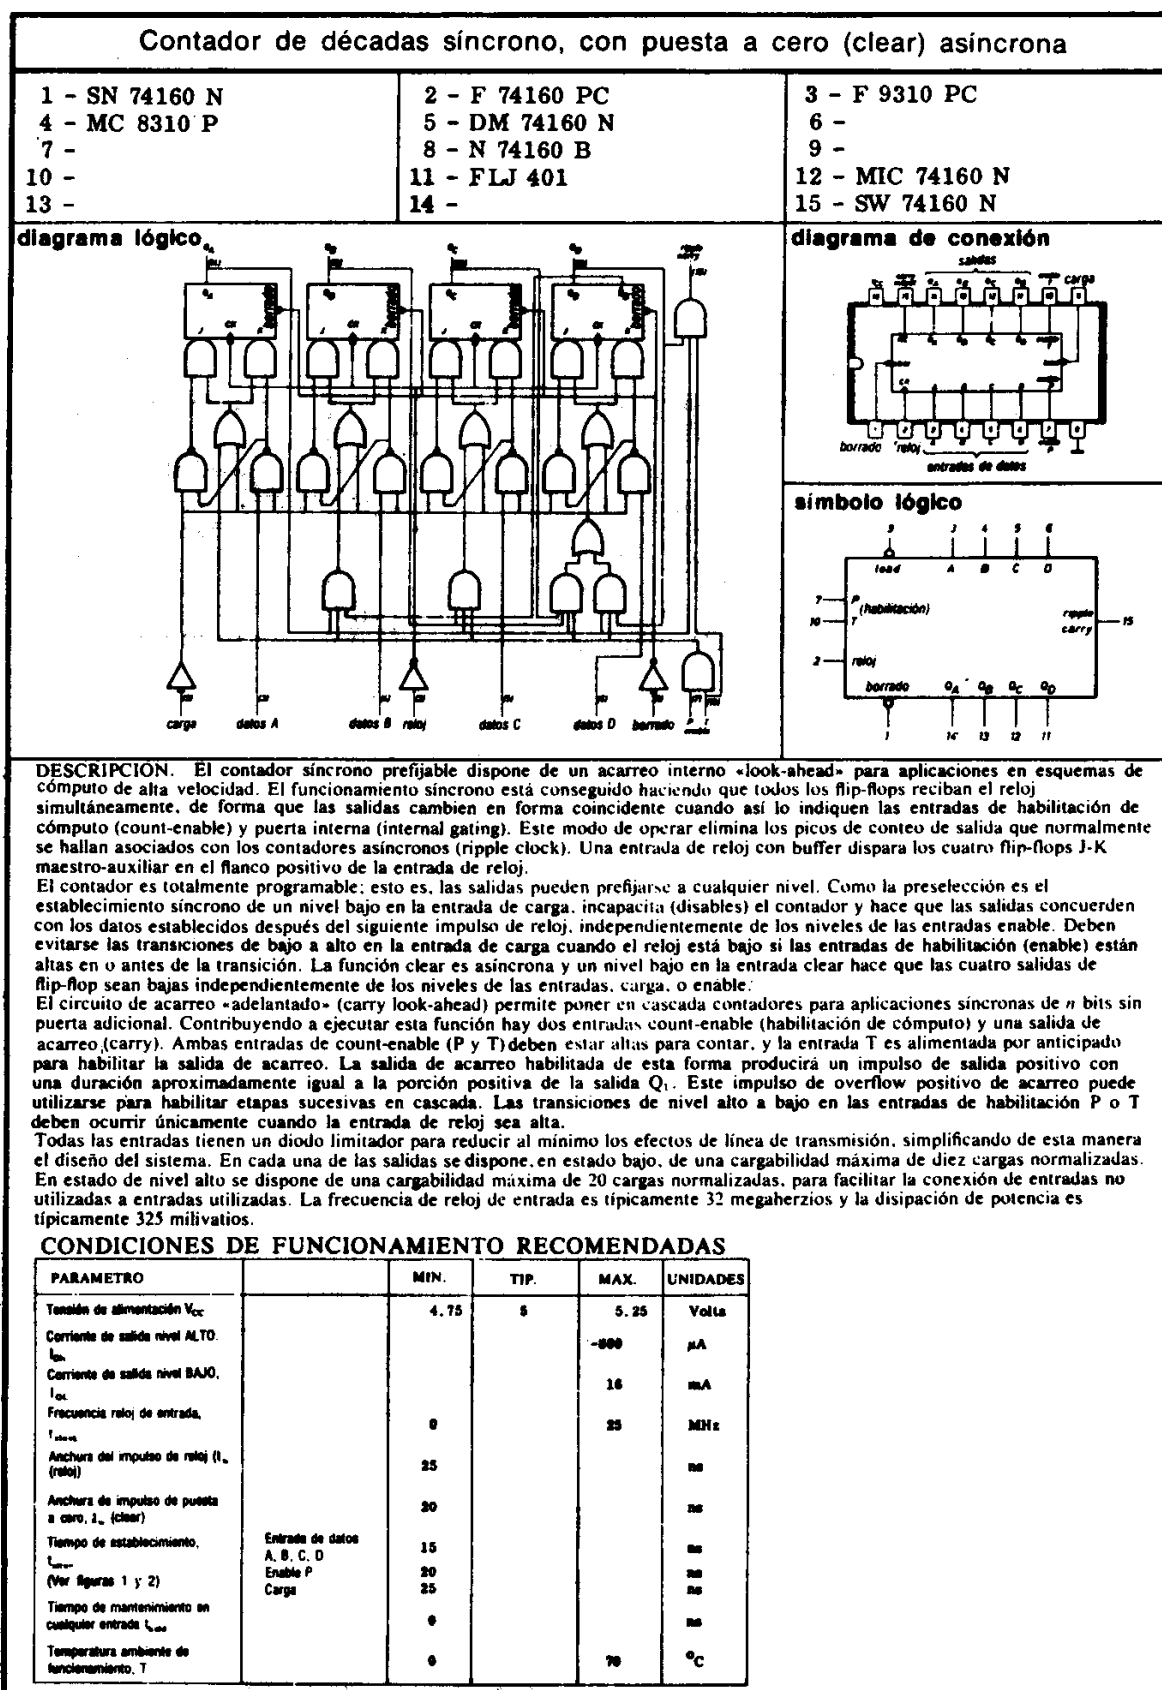 Contador de décadas síncrono, con puesta a cero (clear) asíncrona
1 - SN 74160 N
2 - F 74160 PC
3 - F 9310 PC
4 - MC 8310 P
5 - DM 74160 N
6 -
7 -
8 - N 74160 B
9 -
10 -
11 - FLJ 401
12 - MIC 74160 N
13 -
14 -
15 - SW 74160 N
diagrama lógico
borrado
borrado
borrado
borrado
carga
datos A
datos B
reloj
datos C
datos D
borrado
P T
enable
diagrama de conexión
salidas
carga
borrado
reloj
A B C D
entradas de datos
símbolo lógico
9 3 4 5 6
load A B C D
7 P
(habilitación)
10 T
ripple
carry 15
2 reloj
borrado QA QB QC QD
1 14 13 12 11
DESCRIPCIÓN. El contador síncrono prefijable dispone de un acarreo interno «look-ahead» para aplicaciones en esquemas de
cómputo de alta velocidad. El funcionamiento síncrono está conseguido haciendo que todos los flip-flops reciban el reloj
simultáneamente, de forma que las salidas cambien en forma coincidente cuando así lo indiquen las entradas de habilitación de
cómputo (count-enable) y puerta interna (internal gating). Este modo de operar elimina los picos de conteo de salida que normalmente
se hallan asociados con los contadores asíncronos (ripple clock). Una entrada de reloj con buffer dispara los cuatro flip-flops J-K
maestro-auxiliar en el flanco positivo de la entrada de reloj.
El contador es totalmente programable; esto es, las salidas pueden prefijarse a cualquier nivel. Como la preselección es el
establecimiento síncrono de un nivel bajo en la entrada de carga, incapacita (disables) el contador y hace que las salidas concuerden
con los datos establecidos después del siguiente impulso de reloj, independientemente de los niveles de las entradas enable. Deben
evitarse las transiciones de bajo a alto en la entrada de carga cuando el reloj está bajo si las entradas de habilitación (enable) están
altas en o antes de la transición. La función clear es asíncrona y un nivel bajo en la entrada clear hace que las cuatro salidas de
flip-flop sean bajas independientemente de los niveles de las entradas, carga, o enable.
El circuito de acarreo «adelantado» (carry look-ahead) permite poner en cascada contadores para aplicaciones síncronas de n bits sin
puerta adicional. Contribuyendo a ejecutar esta función hay dos entradas count-enable (habilitación de cómputo) y una salida de
acarreo (carry). Ambas entradas de count-enable (P y T) deben estar altas para contar, y la entrada T es alimentada por anticipado
para habilitar la salida de acarreo. La salida de acarreo habilitada de esta forma producirá un impulso de salida positivo con
una duración aproximadamente igual a la porción positiva de la salida Q₁. Este impulso de overflow positivo de acarreo puede
utilizarse para habilitar etapas sucesivas en cascada. Las transiciones de nivel alto a bajo en las entradas de habilitación P o T
deben ocurrir únicamente cuando la entrada de reloj sea alta.
Todas las entradas tienen un diodo limitador para reducir al mínimo los efectos de línea de transmisión, simplificando de esta manera
el diseño del sistema. En cada una de las salidas se dispone, en estado bajo, de una cargabilidad máxima de diez cargas normalizadas.
En estado de nivel alto se dispone de una cargabilidad máxima de 20 cargas normalizadas, para facilitar la conexión de entradas no
utilizadas a entradas utilizadas. La frecuencia de reloj de entrada es típicamente 32 megaherzios y la disipación de potencia es
típicamente 325 milivatios.
CONDICIONES DE FUNCIONAMIENTO RECOMENDADAS
PARAMETRO MIN. TIP. MAX. UNIDADES
Tensión de alimentación Vcc 4.75 5 5.25 Volts
Corriente de salida nivel ALTO, -800 µA
Corriente de salida nivel BAJO, 16 mA
IOL
Frecuencia reloj de entrada, 0 25 MHz
Anchura del impulso de reloj (tw 25 ns
(reloj))
Anchura de impulso de puesta 20 ns
a cero, tw (clear)
Tiempo de establecimiento, Entrada de datos 15 ns
A, B, C, D
(Ver figuras 1 y 2) Enable P 20 ns
Carga 25 ns
Tiempo de mantenimiento en 0 ns
cualquier entrada
Temperatura ambiente de 0 70 °C
funcionamiento, T